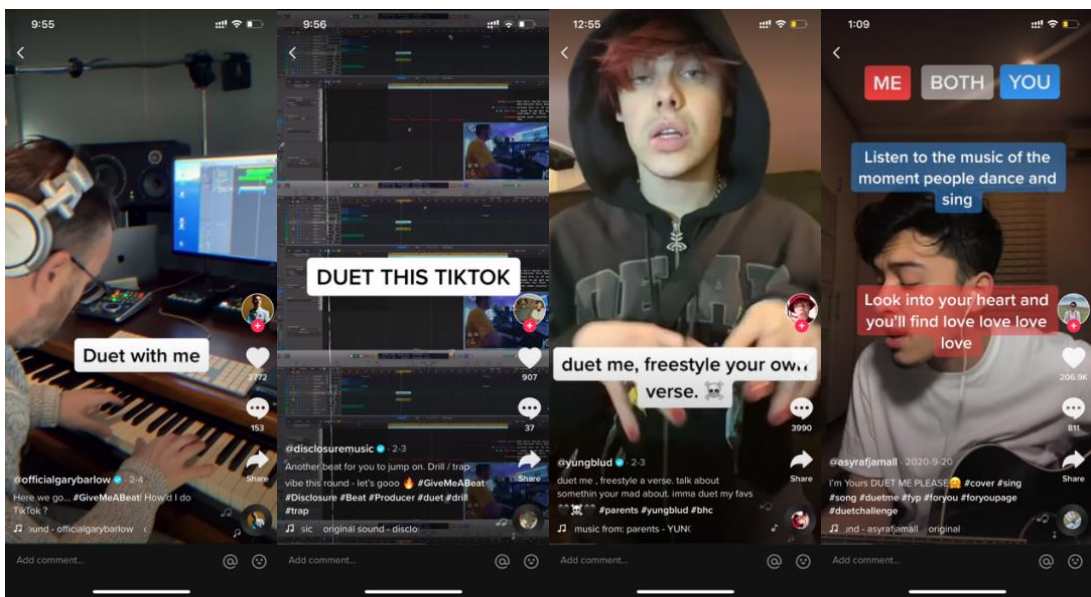 9:55
Duet with me
2772
153
Share
@officialgarybarlow · 2-4
Here we go... #GiveMeABeat! How'd I do
TikTok ?
ound - officialgarybarlow
Add comment...
9:56
DUET THIS TIKTOK
907
37
Share
@disclosuremusic · 2-3
Another beat for you to jump on. Drill / trap
vibe this round - let's gooo 🔥 #GiveMeABeat
#Disclosure #Beat #Producer #duet #drill
#trap
sic original sound - disclo
Add comment...
12:55
duet me, freestyle your own
verse. ☠️
3990
Share
@yungblud · 2-3
duet me , freestyle a verse. talk about
somethin your mad about. imma duet my favs
🖤☠️🖤 #parents #yungblud #bhc
music from: parents - YUNG
Add comment...
1:09
ME BOTH YOU
Listen to the music of the
moment people dance and
sing
Look into your heart and
you'll find love love love
love
206.9K
811
Share
@asyrafjamall · 2020-9-20
I'm Yours DUET ME PLEASE🤗 #cover #sing
#song #duetme #fyp #foryou #foryoupage
#duetchallenge
ınd - asyrafjamall original
Add comment...